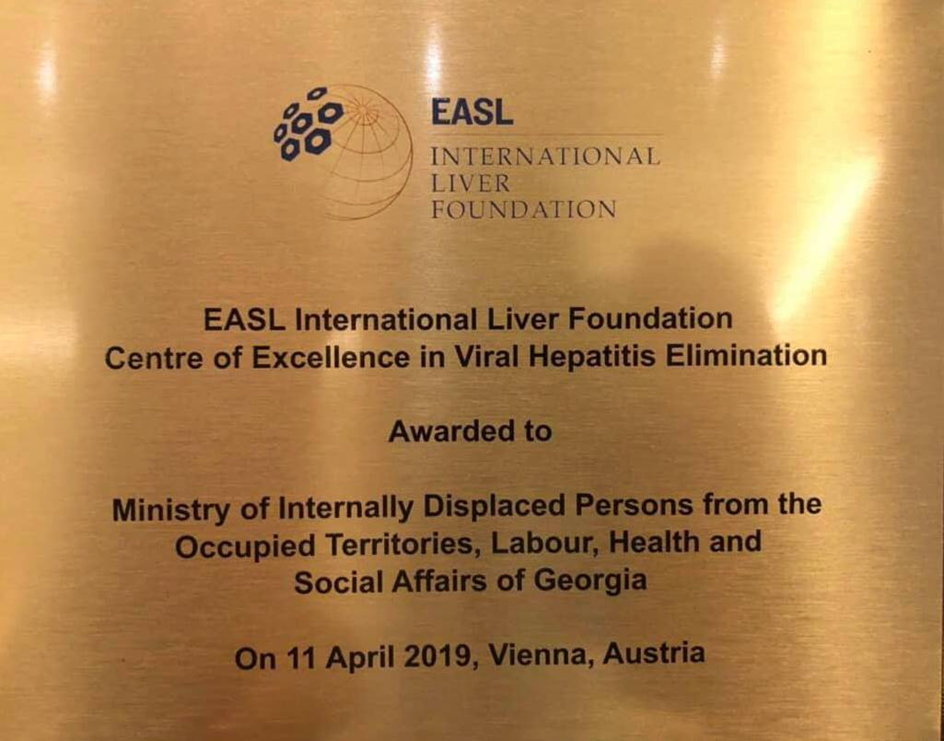 EASL
INTERNATIONAL
LIVER
FOUNDATION
EASL International Liver Foundation
Centre of Excellence in Viral Hepatitis Elimination
Awarded to
Ministry of Internally Displaced Persons from the
Occupied Territories, Labour, Health and
Social Affairs of Georgia
On 11 April 2019, Vienna, Austria